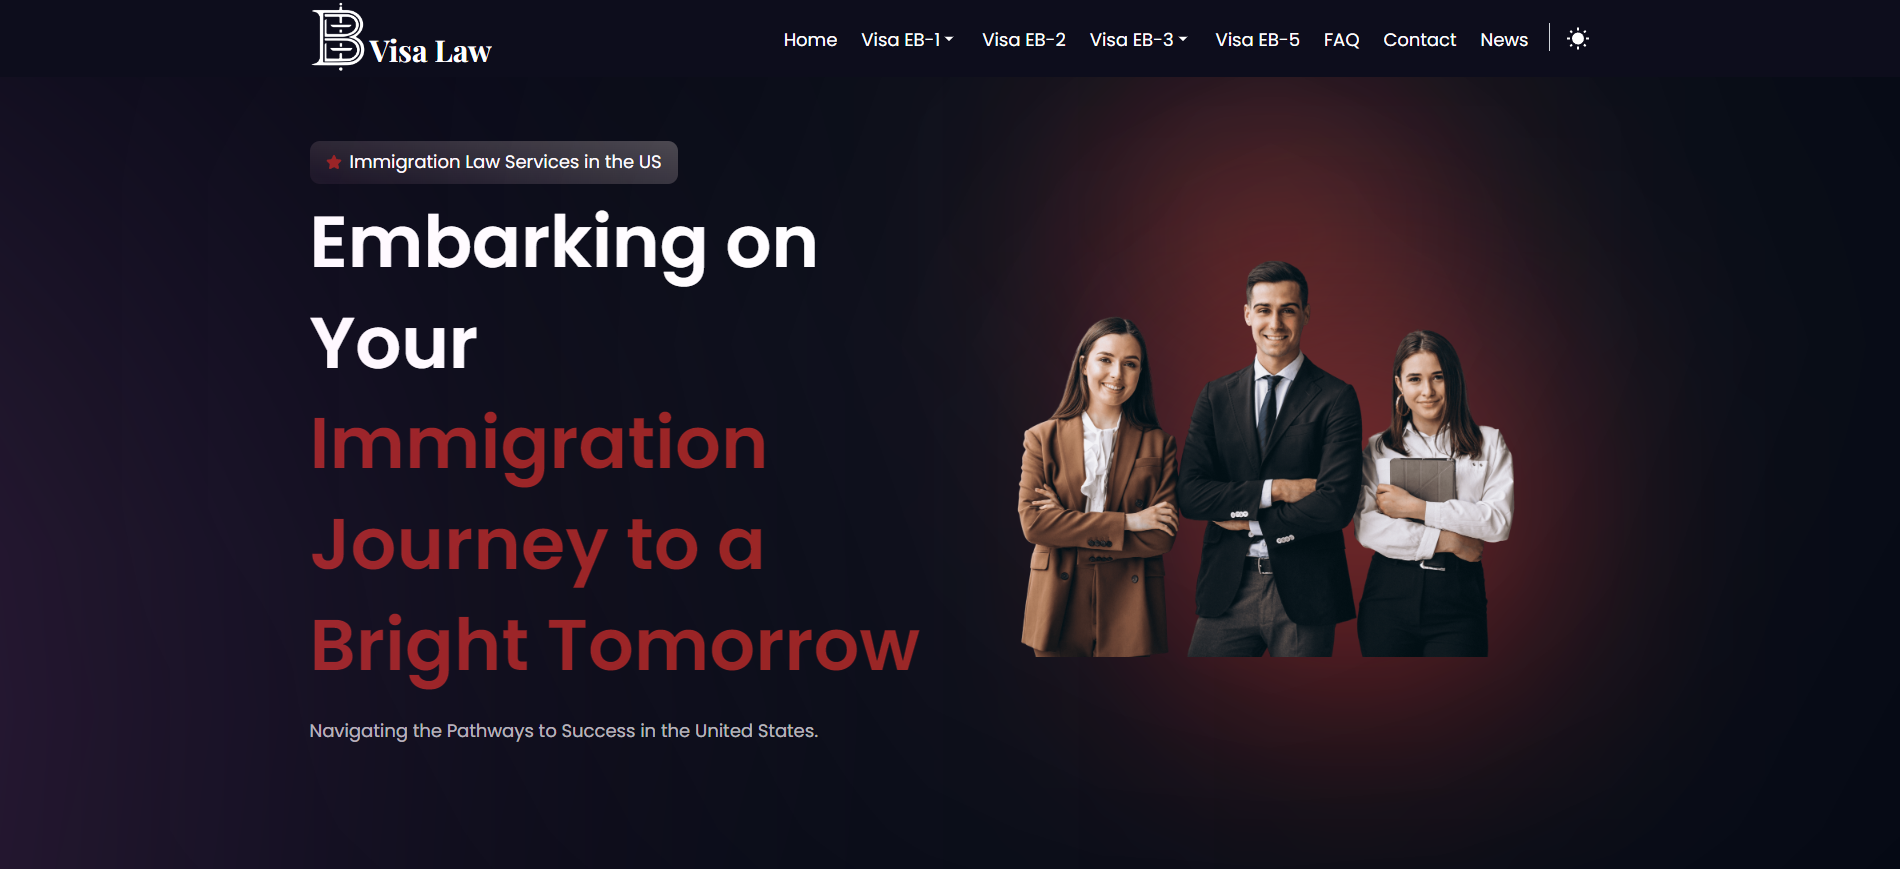 B Visa Law
Home Visa EB-1 Visa EB-2 Visa EB-3 Visa EB-5 FAQ Contact News
Immigration Law Services in the US
Embarking on
Your
Immigration
Journey to a
Bright Tomorrow
Navigating the Pathways to Success in the United States.